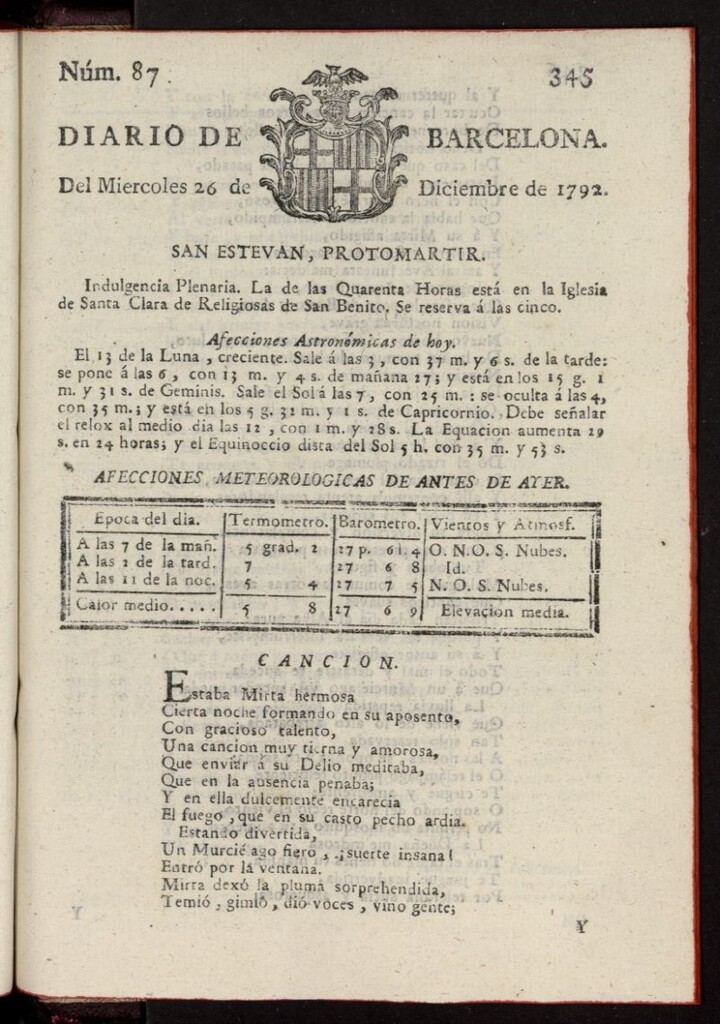 Núm. 87.
345
DIARIO DE BARCELONA.
Del Miercoles 26 de Diciembre de 1792.
SAN ESTEVAN, PROTOMARTIR.
Indulgencia Plenaria. La de las Quarenta Horas está en la Iglesia
de Santa Clara de Religiosas de San Benito. Se reserva á las cinco.
Afecciones Astronómicas de hoy.
El 13 de la Luna, creciente. Sale á las 3, con 37 m. y 6 s. de la tarde:
se pone á las 6, con 13 m. y 4 s. de mañana 27; y está en los 15 g. 1
m. y 31 s. de Geminis. Sale el Sol á las 7, con 25 m.: se oculta á las 4,
con 35 m.; y está en los 5 g. 32 m. y 1 s. de Capricornio. Debe señalar
el relox al medio dia las 12, con 1 m. y 28 s. La Equacion aumenta 29
s. en 24 horas; y el Equinoccio dista del Sol 5 h. con 35 m. y 53 s.
AFECCIONES METEOROLOGICAS DE ANTES DE AYER.
Epoca del dia. Termometro. Barometro. Vientos y Atmosf.
A las 7 de la mañ. 5 grad. 2 27 p. 6 l. 4 O. N.O. S. Nubes.
A las 2 de la tard. 7 27 6 8 Id.
A las 11 de la noc. 5 4 27 7 5 N. O. S. Nubes.
Calor medio..... 5 8 27 6 9 Elevacion media.
CANCION.
Estaba Mirta hermosa
Cierta noche formando en su aposento,
Con gracioso talento,
Una cancion muy tierna y amorosa,
Que enviar á su Delio meditaba,
Que en la ausencia penaba;
Y en ella dulcemente encarecia
El fuego, que en su casto pecho ardia.
Estando divertida,
Un Murcié ago fiero, ¡suerte insana!
Entró por la ventana.
Mirta dexó la pluma sorprehendida,
Temió, gimió, dió voces, vino gente;
Y